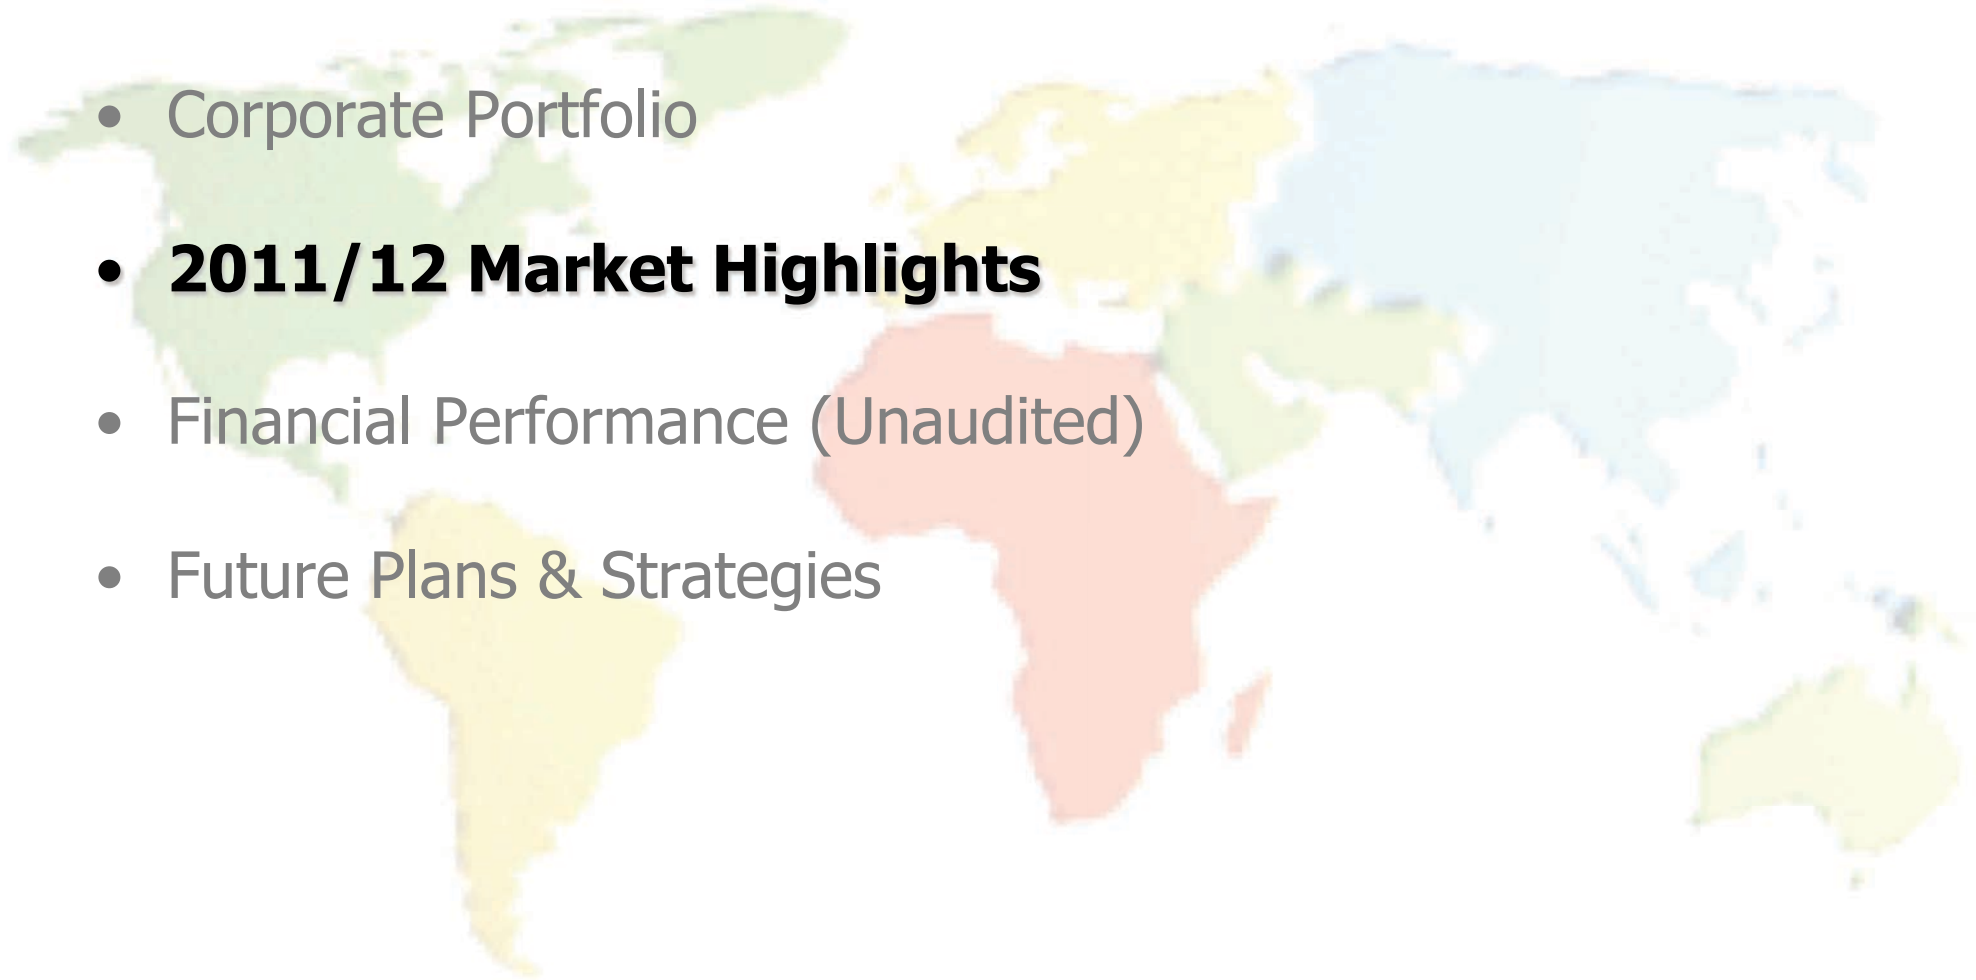 • Corporate Portfolio
• 2011/12 Market Highlights
• Financial Performance (Unaudited)
• Future Plans & Strategies